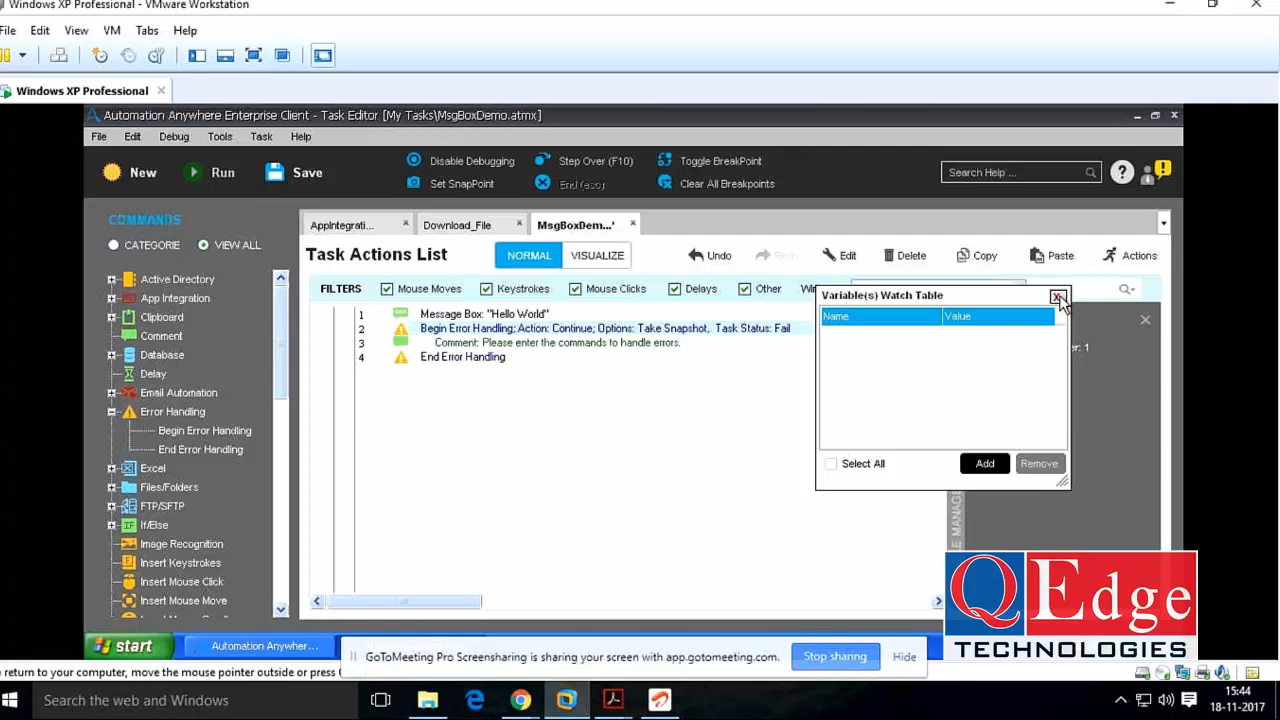 Windows XP Professional - VMware Workstation
File Edit View VM Tabs Help
Windows XP Professional
Automation Anywhere Enterprise Client - Task Editor [My Tasks\MsgBoxDemo.atmx]
File Edit Debug Tools Task Help
New Run Save
Disable Debugging Step Over (F10) Toggle BreakPoint
Set SnapPoint End (esc) Clear All Breakpoints
Search Help ...
COMMANDS
CATEGORIE VIEW ALL
Active Directory
App Integration
Clipboard
Comment
Database
Delay
Email Automation
Error Handling
Begin Error Handling
End Error Handling
Excel
Files/Folders
FTP/SFTP
If/Else
Image Recognition
Insert Keystrokes
Insert Mouse Click
Insert Mouse Move
AppIntegrati... Download_File MsgBoxDem...*
Task Actions List NORMAL VISUALIZE Undo Edit Delete Copy Paste Actions
FILTERS Mouse Moves Keystrokes Mouse Clicks Delays Other
1 Message Box: "Hello World"
2 Begin Error Handling; Action: Continue; Options: Take Snapshot, Task Status: Fail
3 Comment: Please enter the commands to handle errors.
4 End Error Handling
Variable(s) Watch Table
Name Value
Select All Add Remove
QEdge
TECHNOLOGIES
start Automation Anywher...
GoToMeeting Pro Screensharing is sharing your screen with app.gotomeeting.com. Stop sharing Hide
Search the web and Windows
15:44
18-11-2017